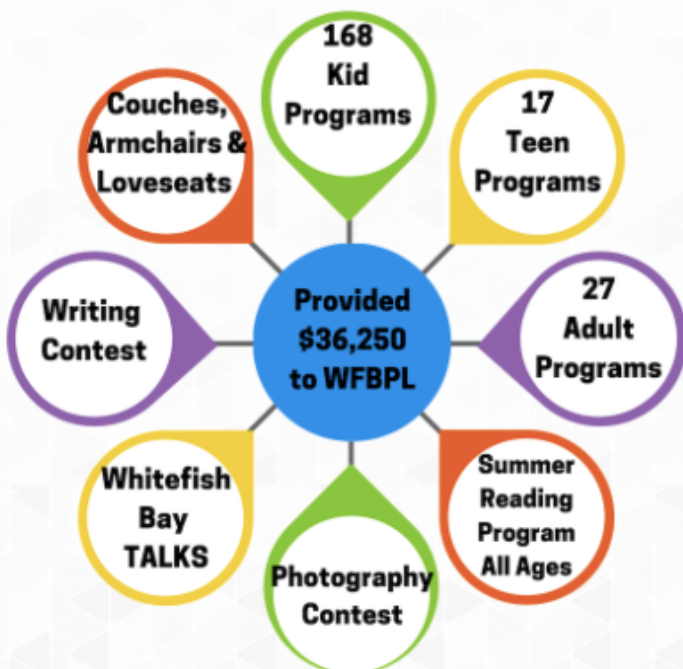 168
Kid
Programs
17
Teen
Programs
27
Adult
Programs
Summer
Reading
Program
All Ages
Photography
Contest
Whitefish
Bay
TALKS
Writing
Contest
Couches,
Armchairs &
Loveseats
Provided
$36,250
to WFBPL